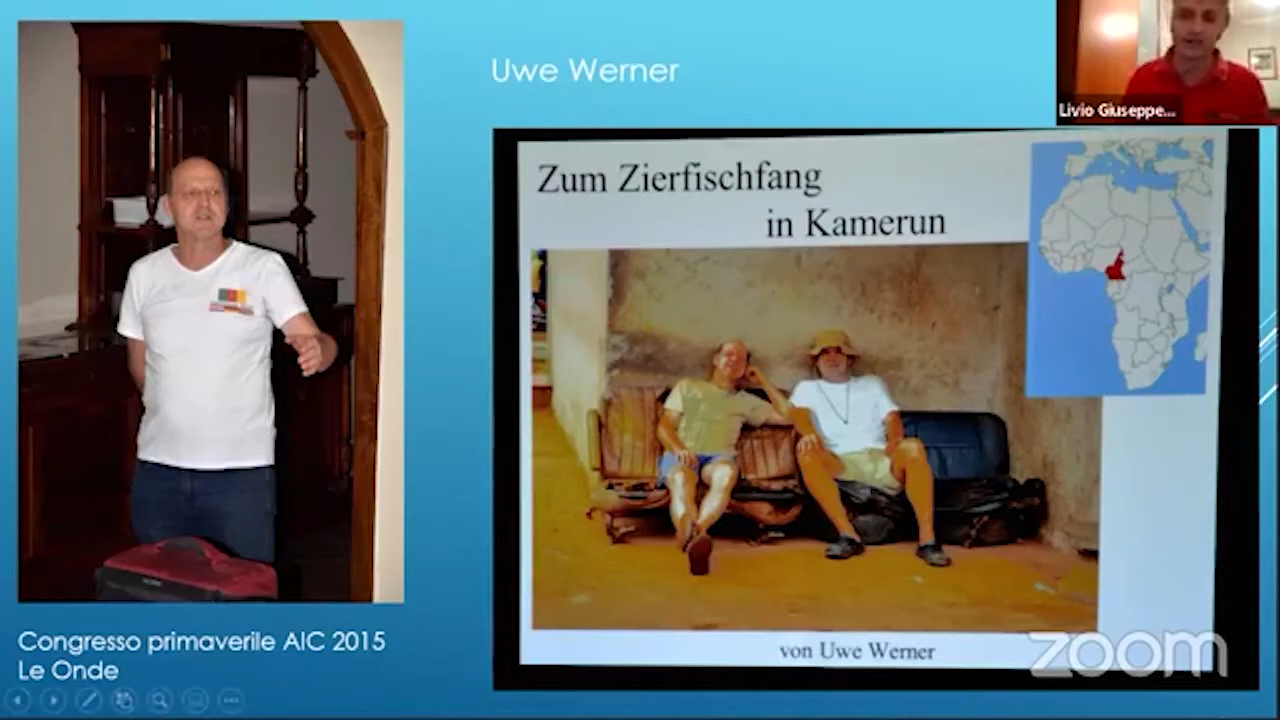 Uwe Werner
Livio Giuseppe...
Zum Zierfischfang
in Kamerun
von Uwe Werner
Congresso primaverile AIC 2015
Le Onde
zoom